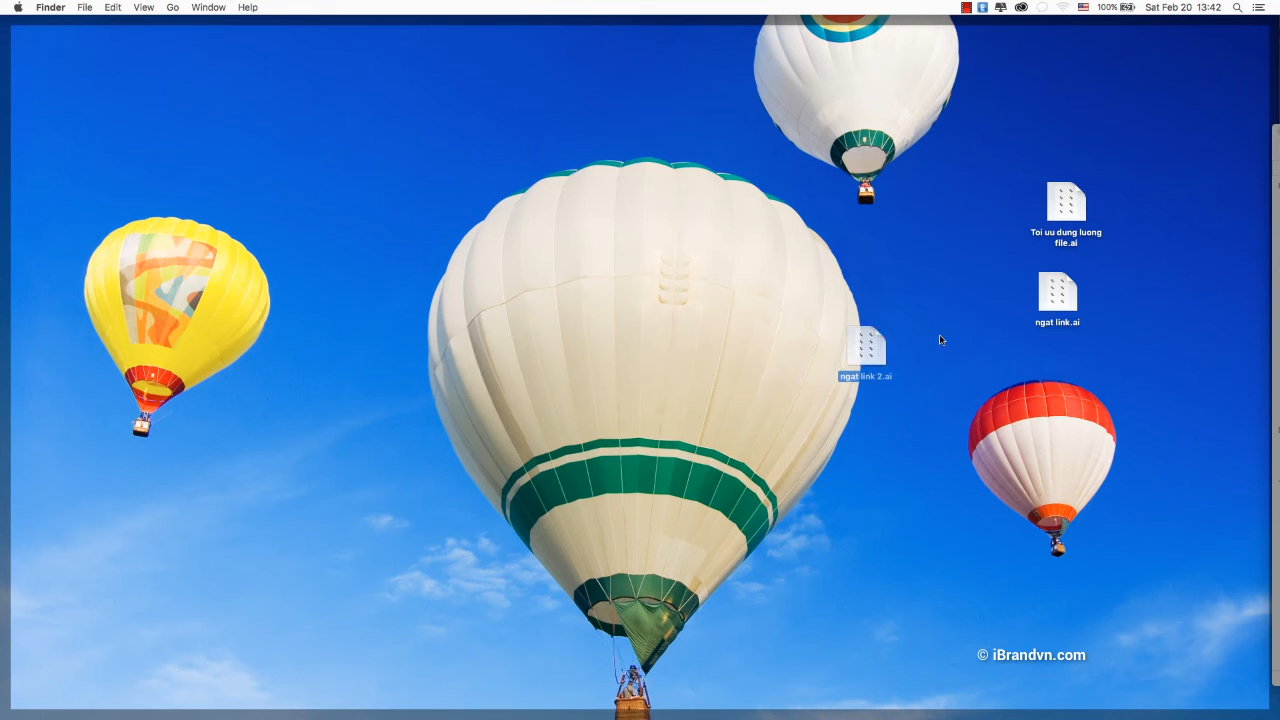 Finder File Edit View Go Window Help 100% Sat Feb 20 13:42
Toi uu dung luong
file.ai
ngat link.ai
ngat link 2.ai
© iBrandvn.com